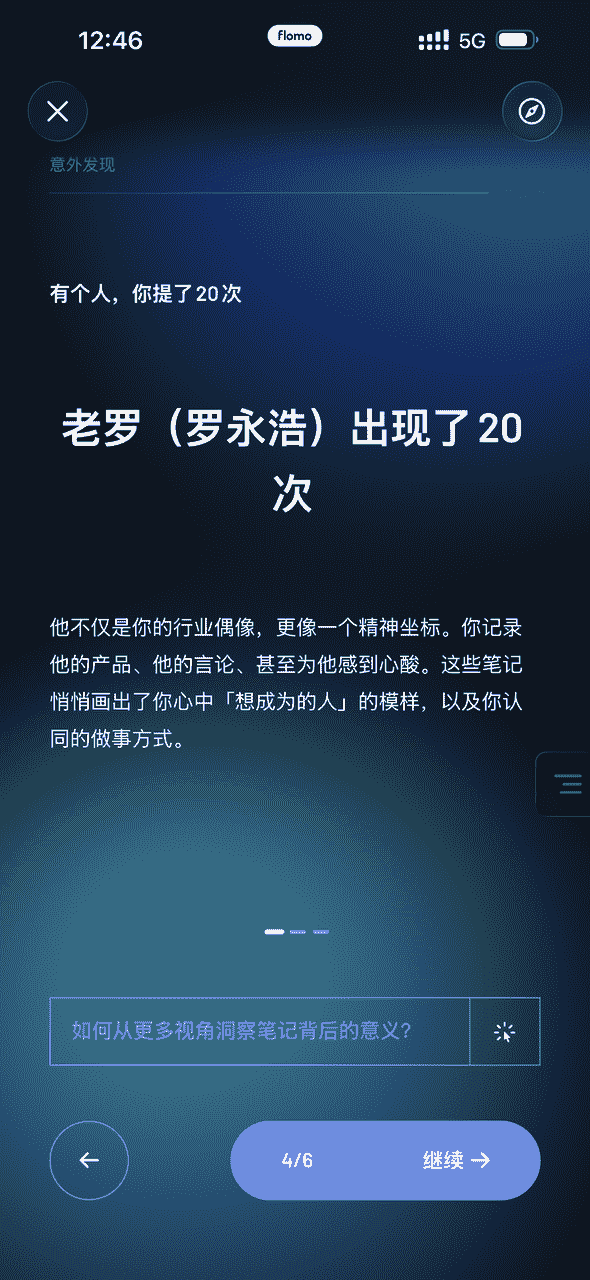 12:46
flomo
5G
意外发现
有个人，你提了20次
老罗（罗永浩）出现了20
次
他不仅是你的行业偶像，更像一个精神坐标。你记录
他的产品、他的言论、甚至为他感到心酸。这些笔记
悄悄画出了你心中「想成为的人」的模样，以及你认
同的做事方式。
如何从更多视角洞察笔记背后的意义？
4/6
继续